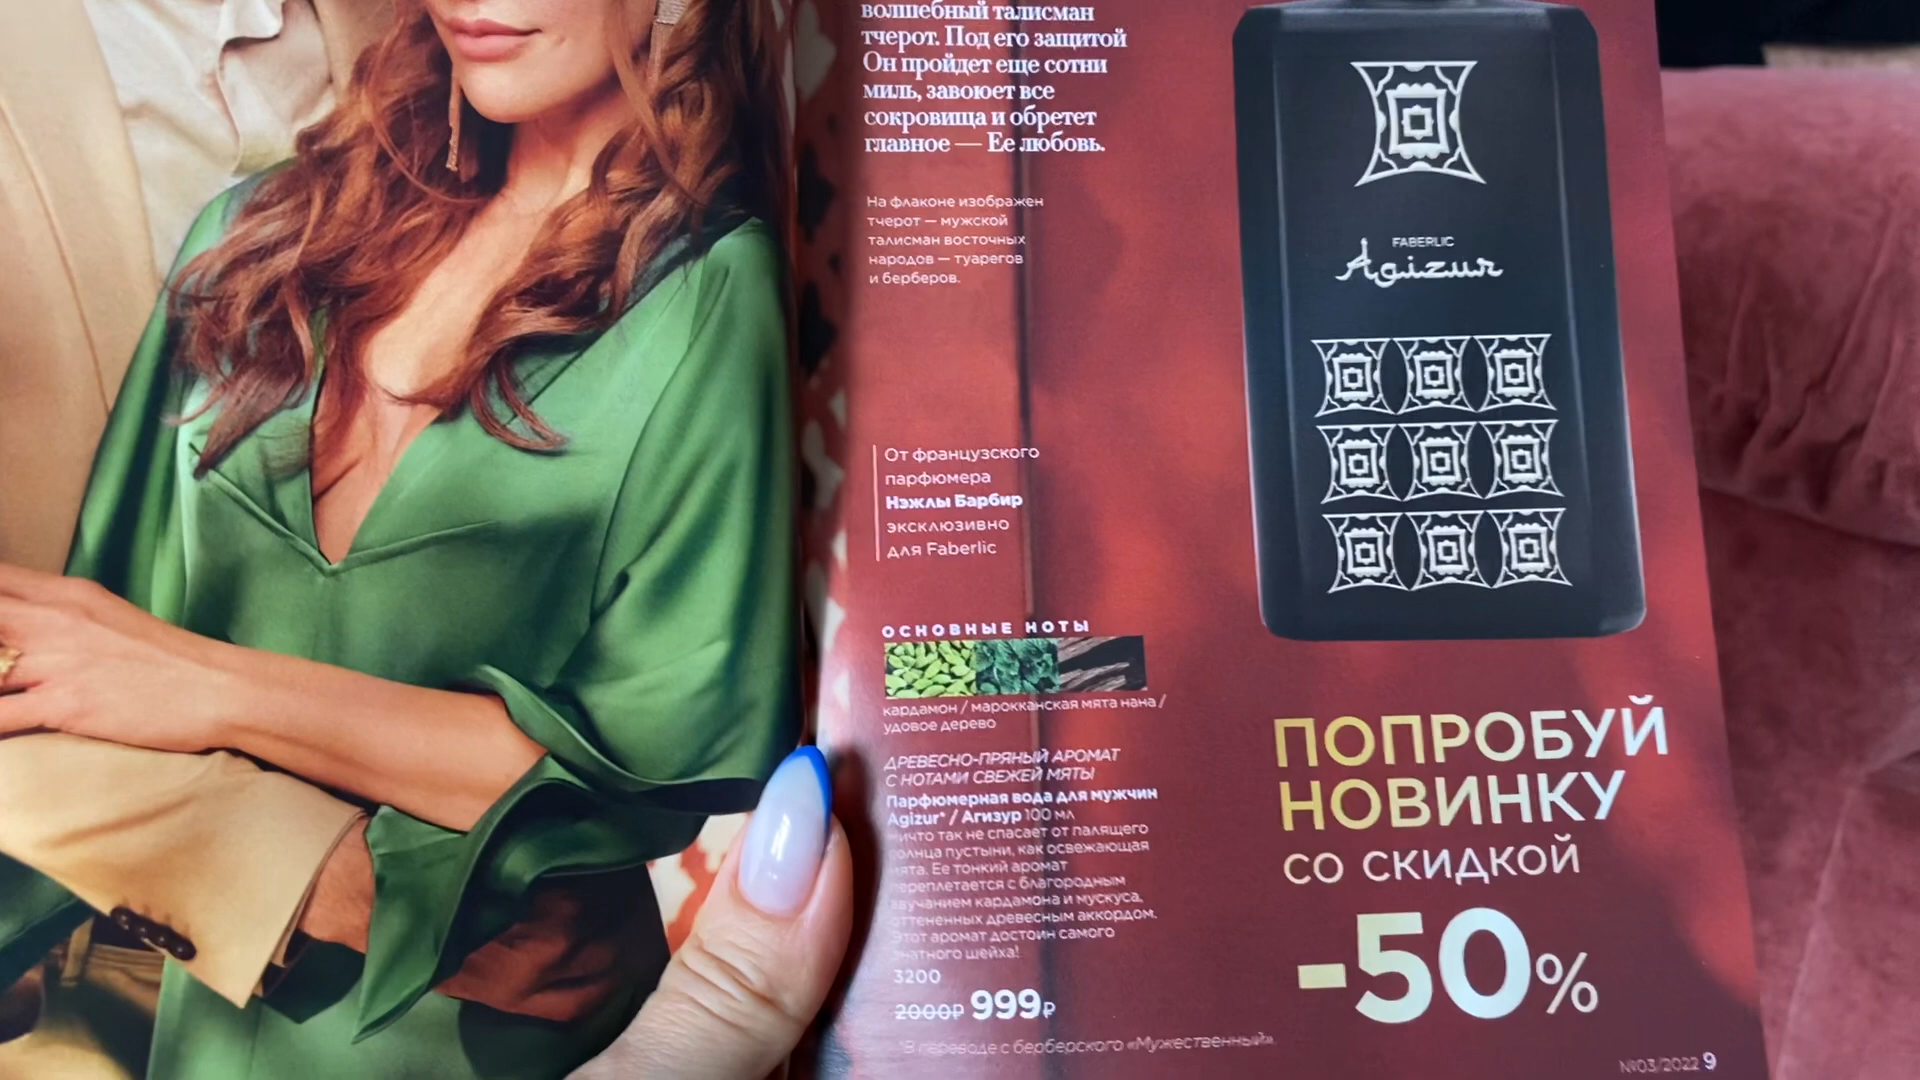 волшебный талисман
тчерот. Под его защитой
Он пройдет еще сотни
миль, завоюет все
сокровища и обретет
главное — Ее любовь.
На флаконе изображен
тчерот — мужской
талисман восточных
народов — туарегов
и берберов.
От французского
парфюмера
Нэжлы Барбир
эксклюзивно
для Faberlic
ОСНОВНЫЕ НОТЫ
кардамон / марокканская мята нана /
удовое дерево
ДРЕВЕСНО-ПРЯНЫЙ АРОМАТ
С НОТАМИ СВЕЖЕЙ МЯТЫ
Парфюмерная вода для мужчин
Agizur* / Агизур 100 мл
Ничто так не спасает от палящего
солнца пустыни, как освежающая
мята. Ее тонкий аромат
переплетается с благородным
звучанием кардамона и мускуса,
оттененных древесным аккордом.
Этот аромат достоин самого
знатного шейха!
3200
2000₽ 999₽
*В переводе с берберского «Мужественный».
FABERLIC
Agizur
ПОПРОБУЙ
НОВИНКУ
СО СКИДКОЙ
-50%
№03/2022 9